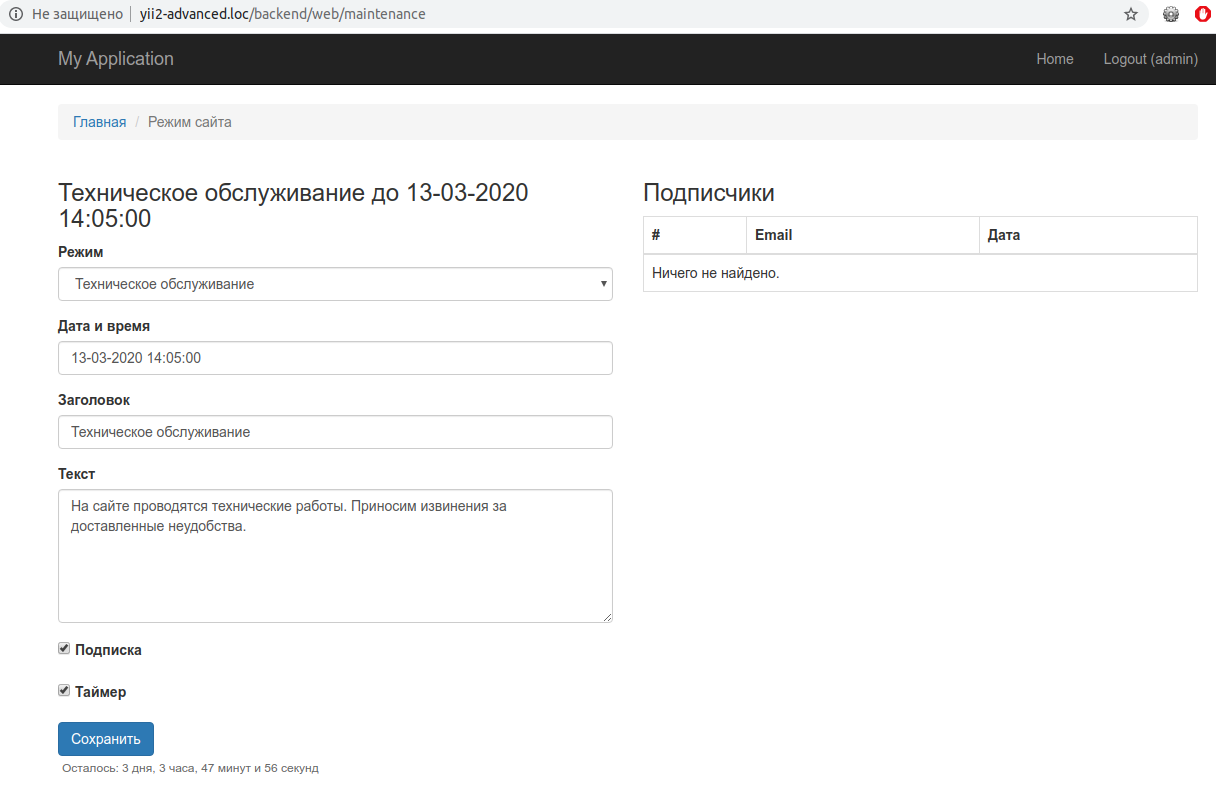 Не защищено | yii2-advanced.loc/backend/web/maintenance
My Application
Home
Logout (admin)
Главная / Режим сайта
Техническое обслуживание до 13-03-2020
14:05:00
Режим
Техническое обслуживание
Дата и время
13-03-2020 14:05:00
Заголовок
Техническое обслуживание
Текст
На сайте проводятся технические работы. Приносим извинения за
доставленные неудобства.
Подписка
Таймер
Сохранить
Осталось: 3 дня, 3 часа, 47 минут и 56 секунд
Подписчики
# Email Дата
Ничего не найдено.